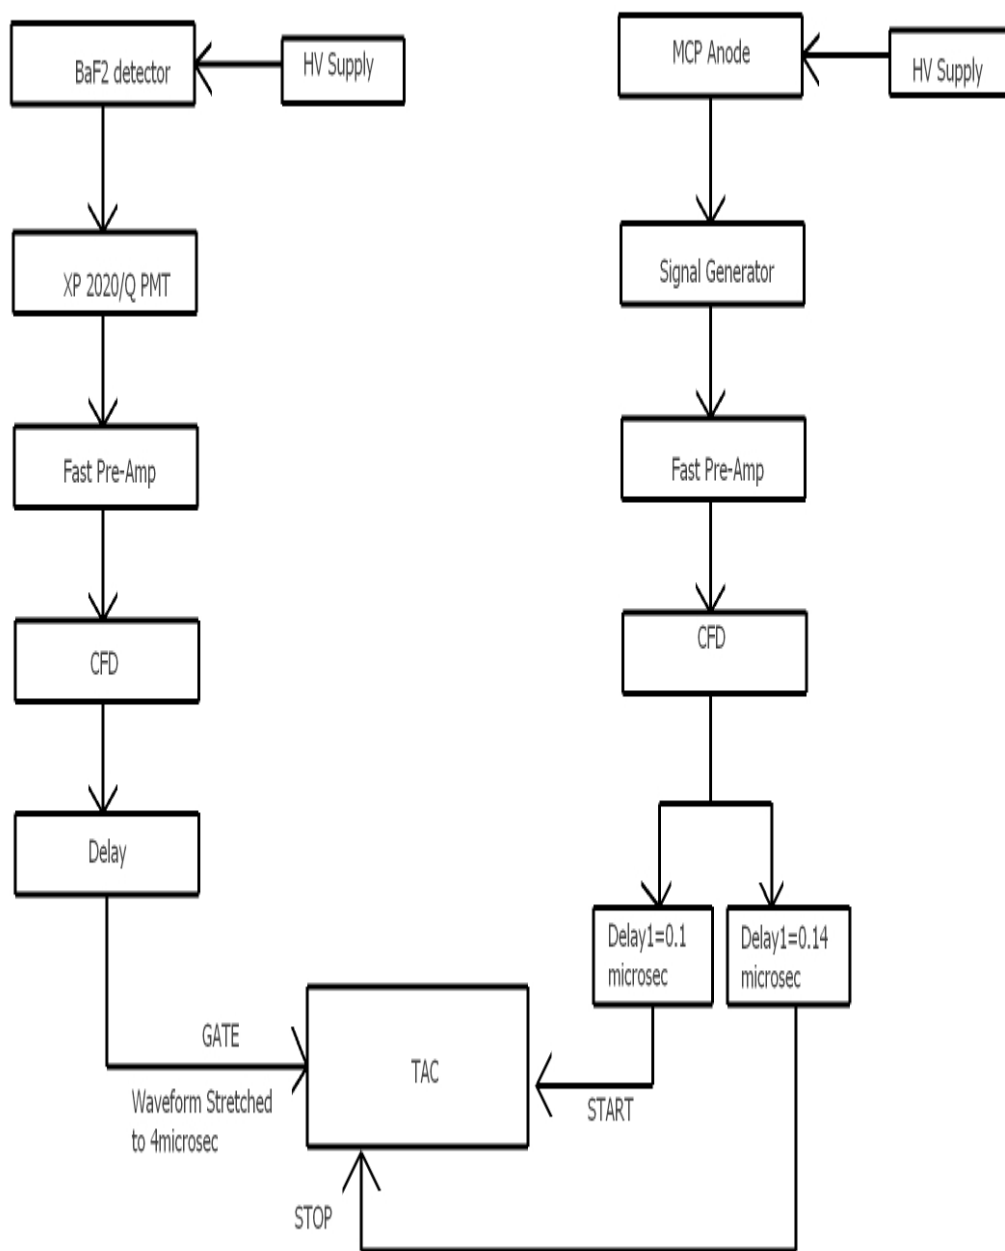 BaF2 detector
HV Supply
MCP Anode
HV Supply
XP 2020/Q PMT
Signal Generator
Fast Pre-Amp
Fast Pre-Amp
CFD
CFD
Delay
Delay1=0.1
microsec
Delay1=0.14
microsec
GATE
Waveform Stretched
to 4microsec
TAC
START
STOP